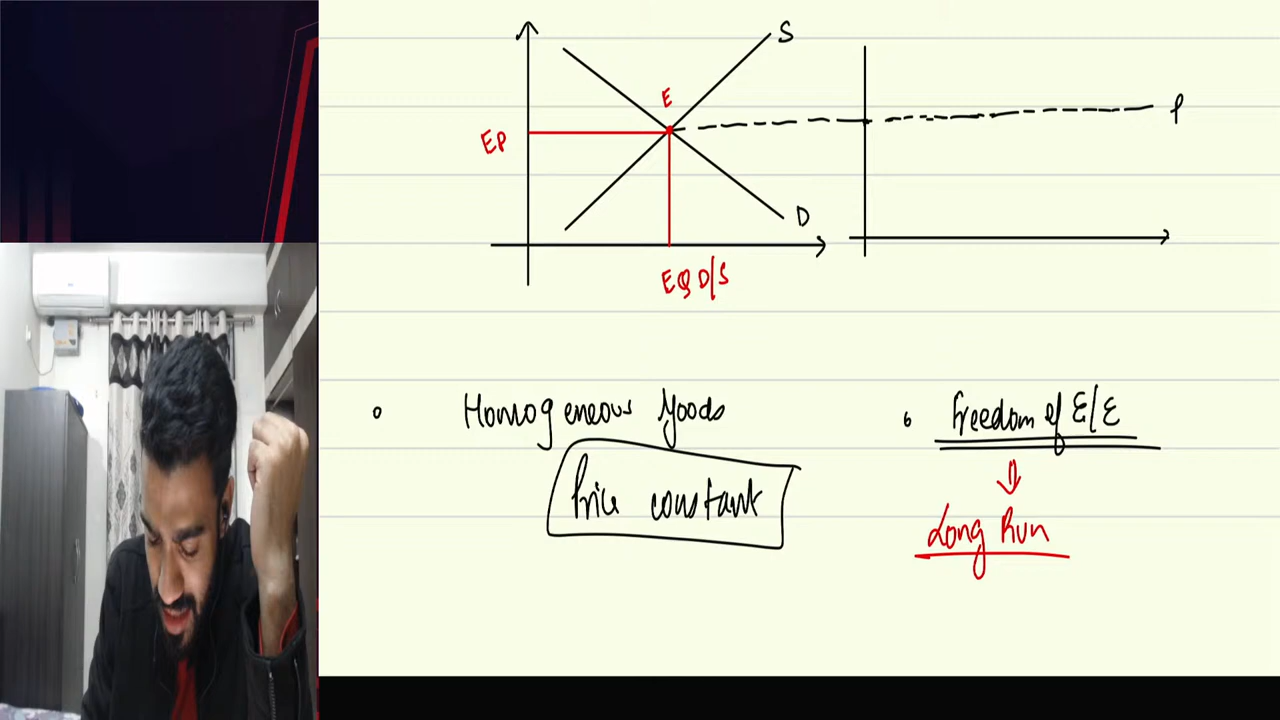 S
E
P
EP
D
EQ D/S
Homogeneous goods
Freedom of E/E
Price constant
Long Run